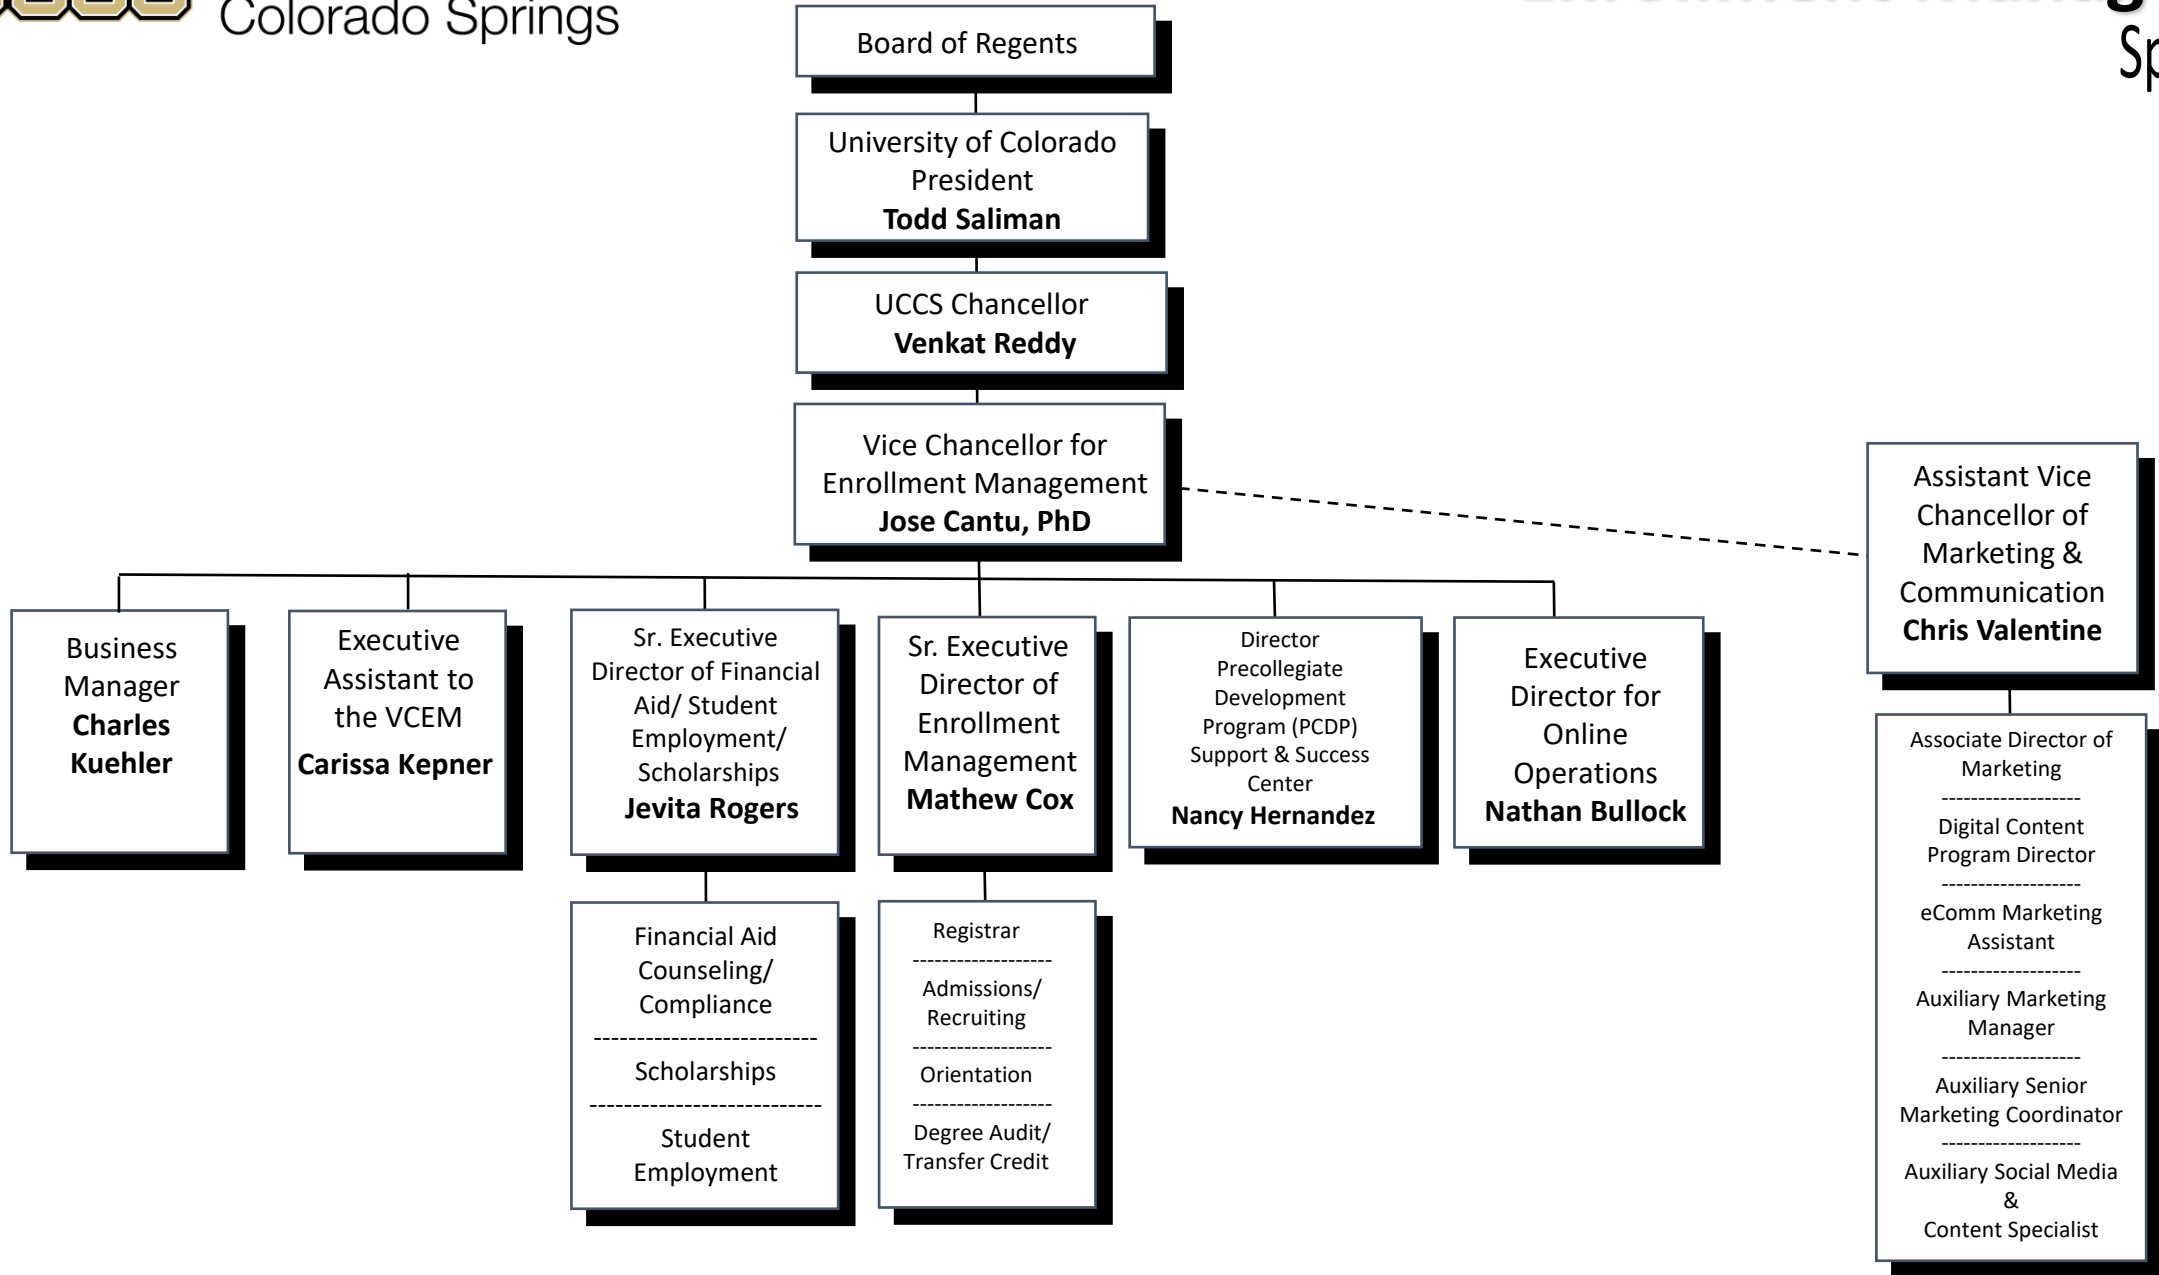 Colorado Springs
Board of Regents
University of Colorado
President
Todd Saliman
UCCS Chancellor
Venkat Reddy
Vice Chancellor for
Enrollment Management
Jose Cantu, PhD
Assistant Vice
Chancellor of
Marketing &
Communication
Chris Valentine
Business
Manager
Charles
Kuehler
Executive
Assistant to
the VCEM
Carissa Kepner
Sr. Executive
Director of Financial
Aid/ Student
Employment/
Scholarships
Jevita Rogers
Sr. Executive
Director of
Enrollment
Management
Mathew Cox
Director
Precollegiate
Development
Program (PCDP)
Support & Success
Center
Nancy Hernandez
Executive
Director for
Online
Operations
Nathan Bullock
Financial Aid
Counseling/
Compliance
--------------------------
Scholarships
---------------------------
Student
Employment
Registrar
-------------------
Admissions/
Recruiting
-------------------
Orientation
-------------------
Degree Audit/
Transfer Credit
Associate Director of
Marketing
-------------------
Digital Content
Program Director
-------------------
eComm Marketing
Assistant
-------------------
Auxiliary Marketing
Manager
-------------------
Auxiliary Senior
Marketing Coordinator
-------------------
Auxiliary Social Media
&
Content Specialist